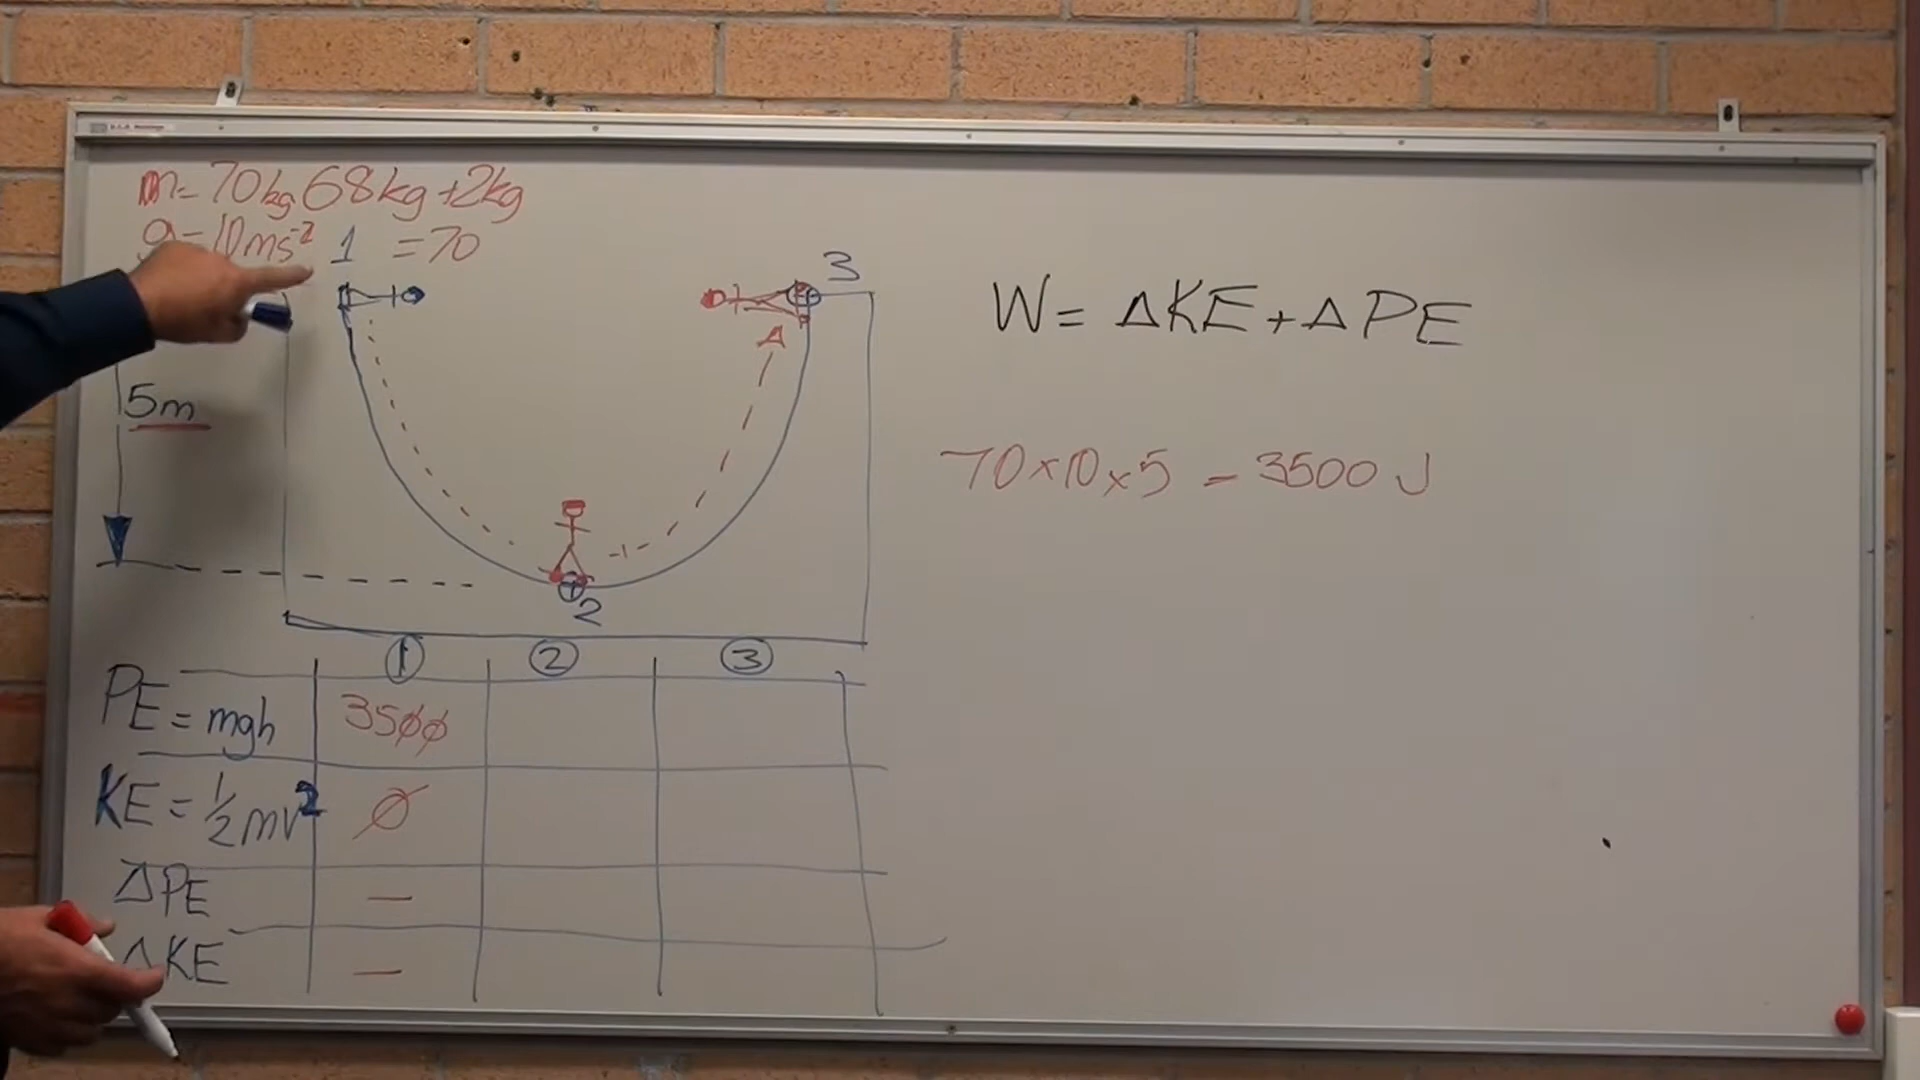 m=70kg 68kg+2kg
g=10ms⁻² 1 =70
3
A
5m
2
W= ΔKE+ΔPE
70×10×5 = 3500 J
① ② ③
PE=mgh 3500
KE=½mv² Ø
ΔPE —
ΔKE —